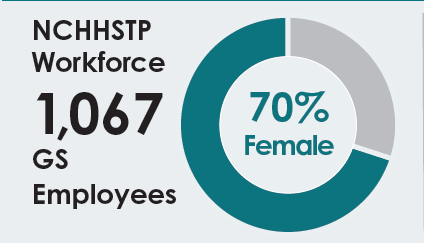 NCHHSTP
Workforce
1,067
GS
Employees
70%
Female